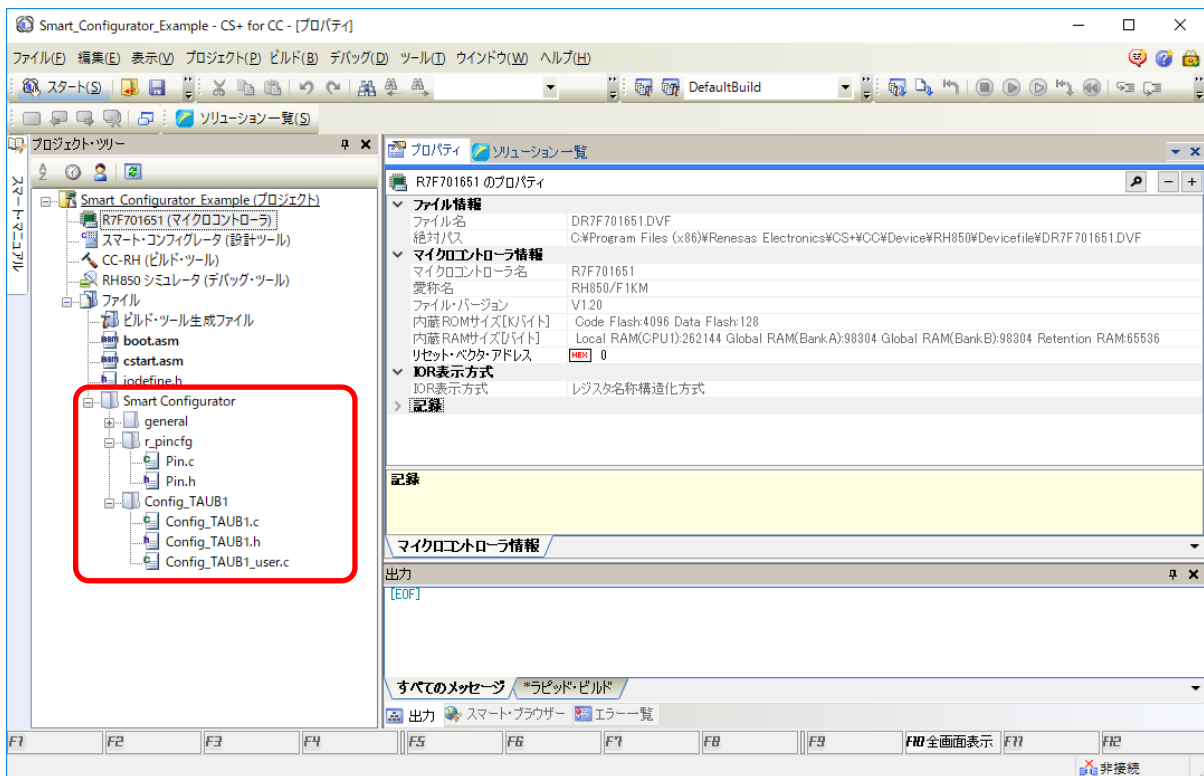 Smart_Configurator_Example - CS+ for CC - [プロパティ]
ファイル(F) 編集(E) 表示(V) プロジェクト(P) ビルド(B) デバッグ(D) ツール(T) ウインドウ(W) ヘルプ(H)
スタート(S) DefaultBuild
ソリューション一覧(S)
スマート・マニュアル
プロジェクト・ツリー
Smart_Configurator_Example (プロジェクト)
R7F701651 (マイクロコントローラ)
スマート・コンフィグレータ (設計ツール)
CC-RH (ビルド・ツール)
RH850 シミュレータ (デバッグ・ツール)
ファイル
ビルド・ツール生成ファイル
boot.asm
cstart.asm
iodefine.h
Smart Configurator
general
r_pincfg
Pin.c
Pin.h
Config_TAUB1
Config_TAUB1.c
Config_TAUB1.h
Config_TAUB1_user.c
プロパティ ソリューション一覧
R7F701651 のプロパティ
ファイル情報
ファイル名 DR7F701651.DVF
絶対パス C:¥Program Files (x86)¥Renesas Electronics¥CS+¥CC¥Device¥RH850¥Devicefile¥DR7F701651.DVF
マイクロコントローラ情報
マイクロコントローラ名 R7F701651
愛称名 RH850/F1KM
ファイル・バージョン V1.20
内蔵ROMサイズ[Kバイト] Code Flash:4096 Data Flash:128
内蔵RAMサイズ[バイト] Local RAM(CPU1):262144 Global RAM(BankA):98304 Global RAM(BankB):98304 Retention RAM:65536
リセット・ベクタ・アドレス HEX 0
IOR表示方式
IOR表示方式 レジスタ名称構造化方式
記録
記録
マイクロコントローラ情報
出力
[EOF]
すべてのメッセージ *ラピッド・ビルド
出力 スマート・ブラウザー エラー一覧
F1 F2 F3 F4 F5 F6 F7 F8 F9 F10 全画面表示 F11 F12
非接続